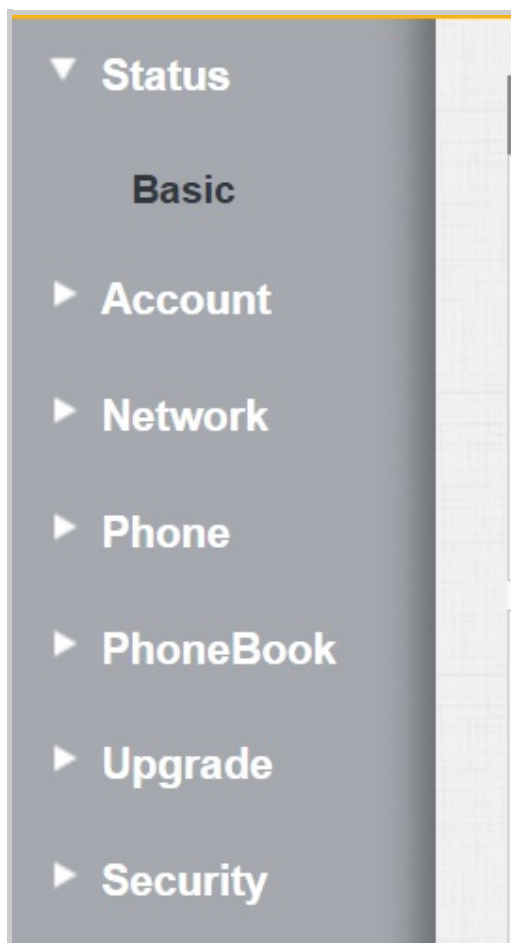 Status
Basic
Account
Network
Phone
PhoneBook
Upgrade
Security